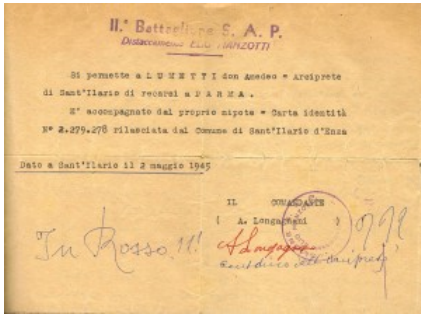 II.° Battaglione S. A. P.
Distaccamento ELIO MANZOTTI
Si permette a L U M E T T I don Amedeo = Arciprete
di Sant'Ilario di recarsi a P A R M A .
E' accompagnato dal proprio nipote = Carta identità
N° 2.279.278 rilasciata dal Comune di Sant'Ilario d'Enza
Dato a Sant'Ilario il 2 maggio 1945
IL COMANDANTE
( A. Longagnani )
In Rosso !!!